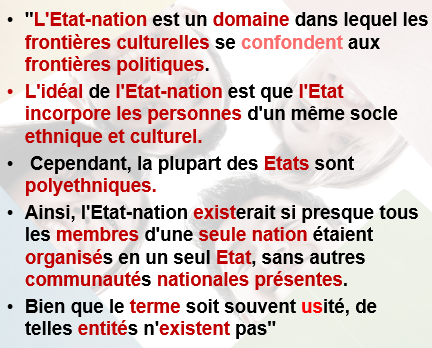 • "L'Etat-nation est un domaine dans lequel les
frontières culturelles se confondent aux
frontières politiques.
• L'idéal de l'Etat-nation est que l'Etat
incorpore les personnes d'un même socle
ethnique et culturel.
• Cependant, la plupart des Etats sont
polyethniques.
• Ainsi, l'Etat-nation existerait si presque tous
les membres d'une seule nation étaient
organisés en un seul Etat, sans autres
communautés nationales présentes.
• Bien que le terme soit souvent usité, de
telles entités n'existent pas"